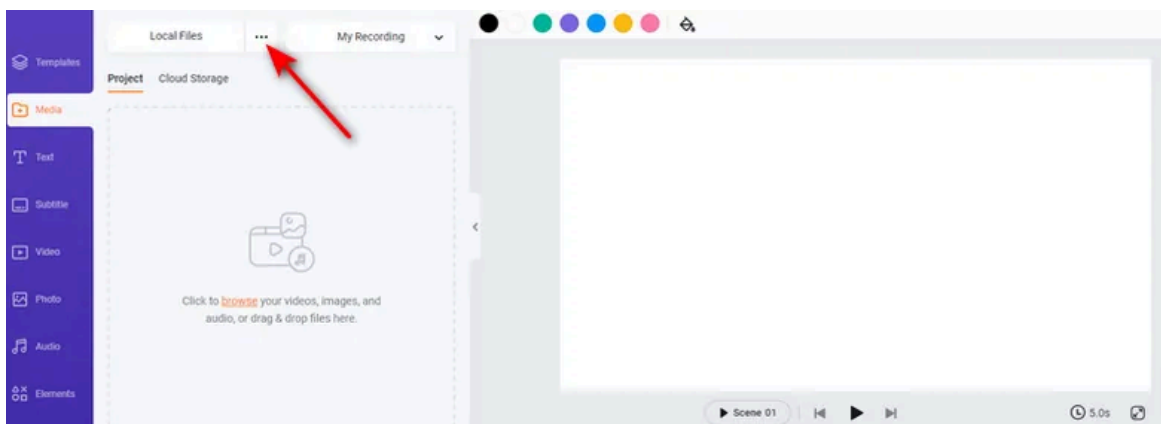 Local Files
My Recording
Templates
Project Cloud Storage
Media
Text
Subtitle
Video
Click to browse your videos, images, and
audio, or drag & drop files here.
Photo
Audio
Elements
Scene 01
5.0s